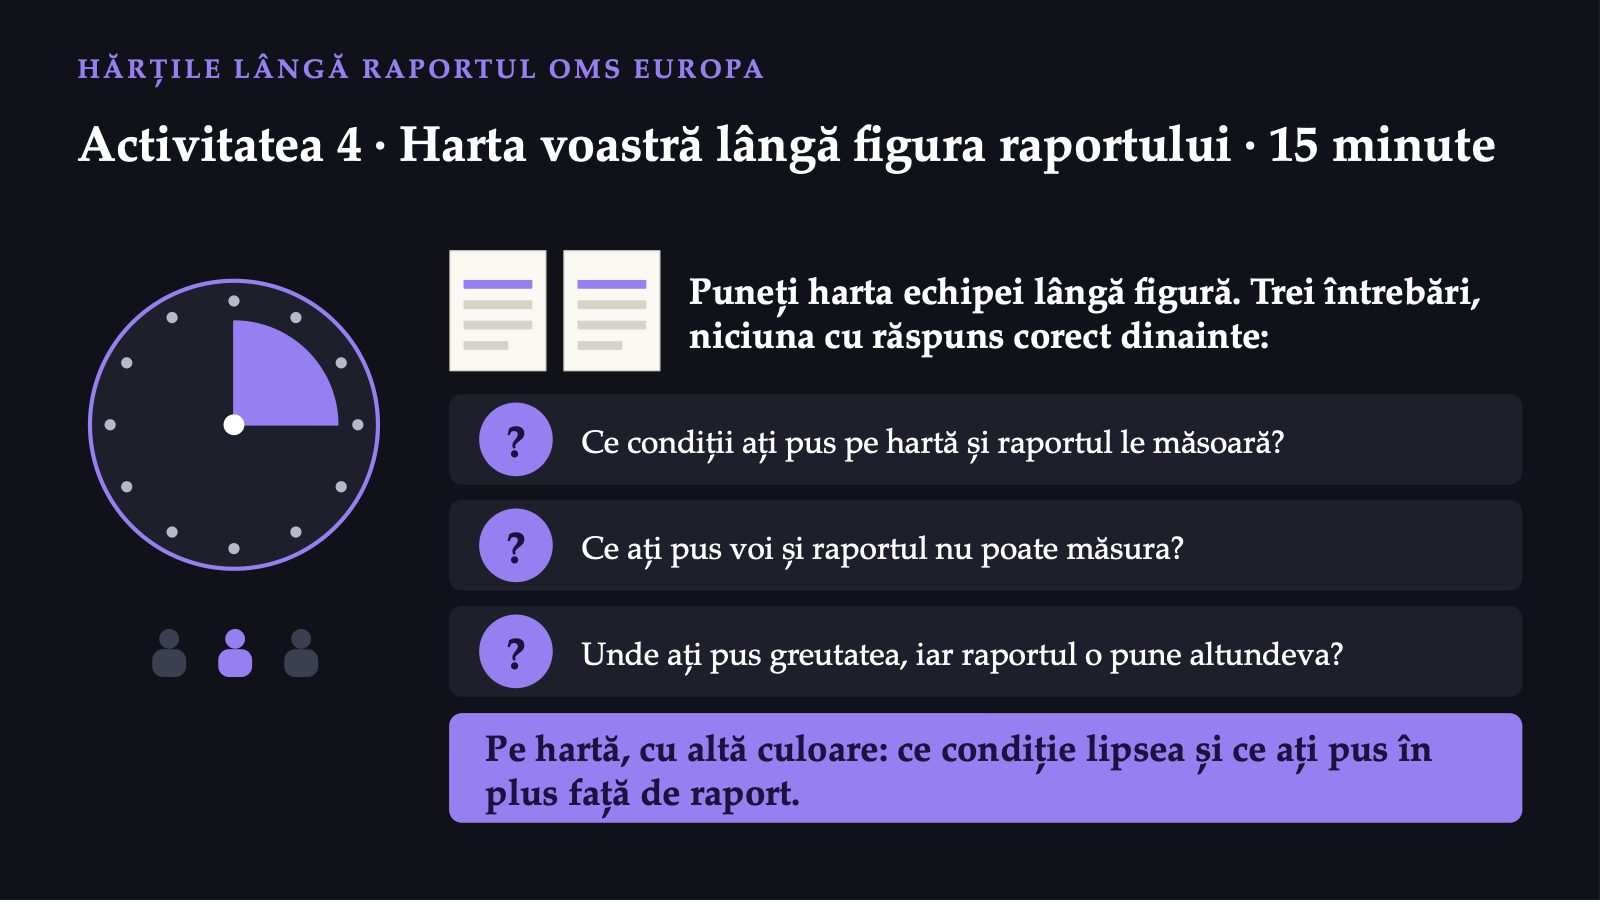 HĂRȚILE LÂNGĂ RAPORTUL OMS EUROPA
Activitatea 4 · Harta voastră lângă figura raportului · 15 minute
Puneți harta echipei lângă figură. Trei întrebări,
niciuna cu răspuns corect dinainte:
? Ce condiții ați pus pe hartă și raportul le măsoară?
? Ce ați pus voi și raportul nu poate măsura?
? Unde ați pus greutatea, iar raportul o pune altundeva?
Pe hartă, cu altă culoare: ce condiție lipsea și ce ați pus în
plus față de raport.